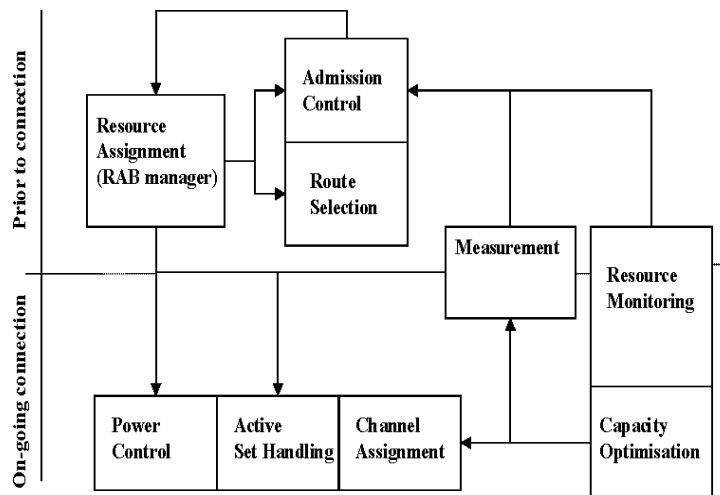 Prior to connection
Admission
Control
Resource
Assignment
(RAB manager)
Route
Selection
Measurement
Resource
Monitoring
On-going connection
Power
Control
Active
Set Handling
Channel
Assignment
Capacity
Optimisation